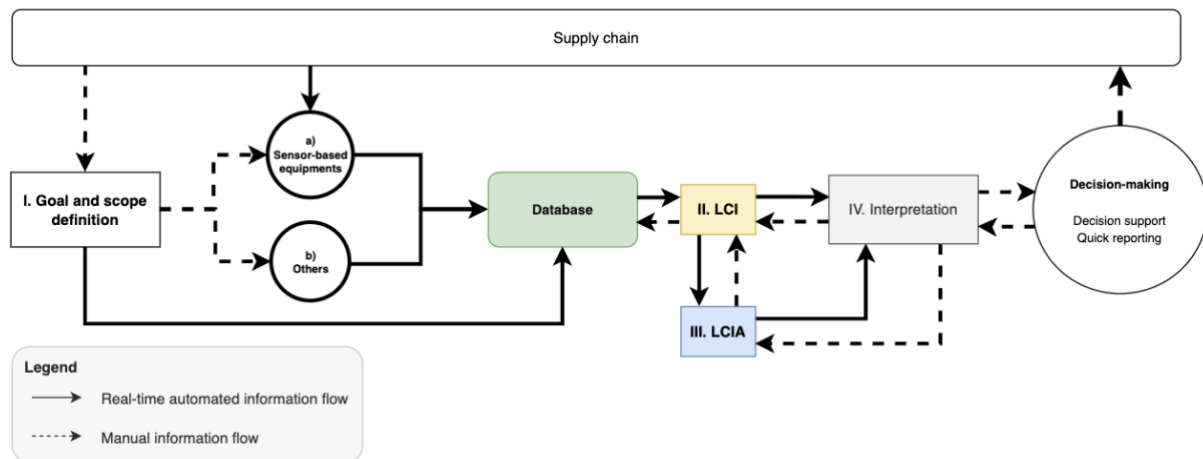 Supply chain
a)
Sensor-based
equipments
I. Goal and scope
definition
b)
Others
Database
II. LCI
III. LCIA
IV. Interpretation
Decision-making
Decision support
Quick reporting
Legend
Real-time automated information flow
Manual information flow